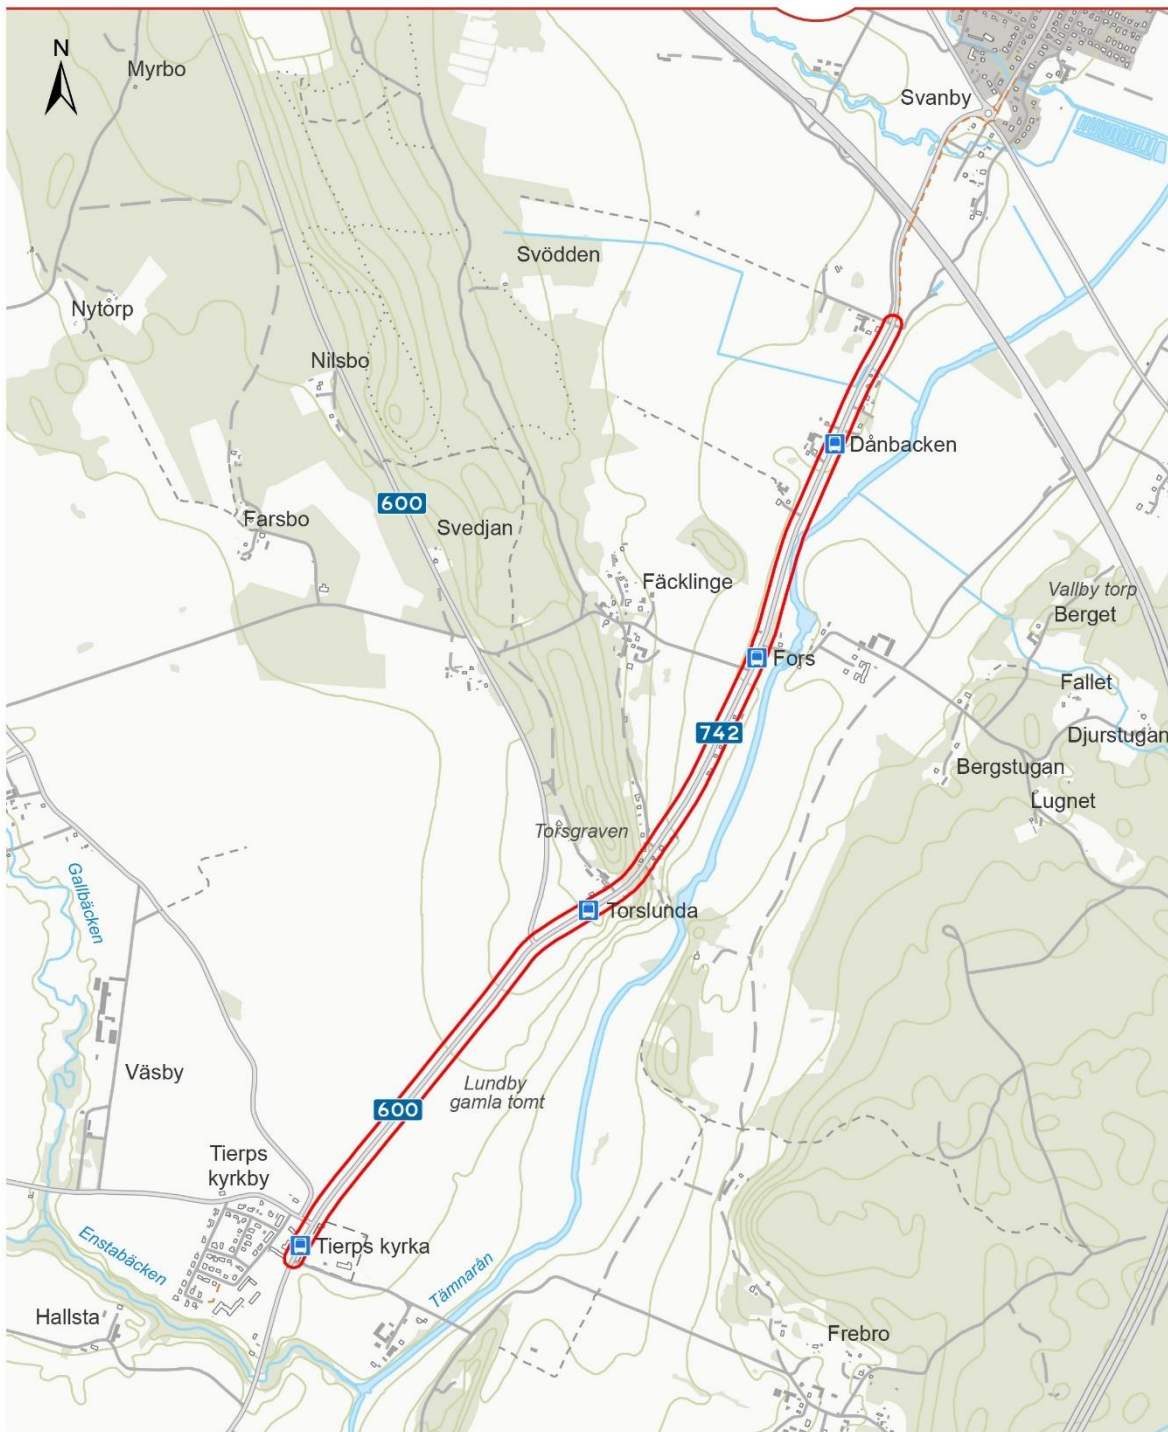 N
Myrbo
Svanby
Svödden
Nytorp
Nilsbo
Dånbacken
600
Farsbo
Svedjan
Fäcklinge
Vallby torp
Berget
Fors
Fallet
742
Djurstugan
Bergstugan
Lugnet
Torsgraven
Gallbäcken
Torslunda
Väsby
Lundby
gamla tomt
600
Tierps
kyrkby
Tierps kyrka
Enstabäcken
Tämnarån
Hallsta
Frebro